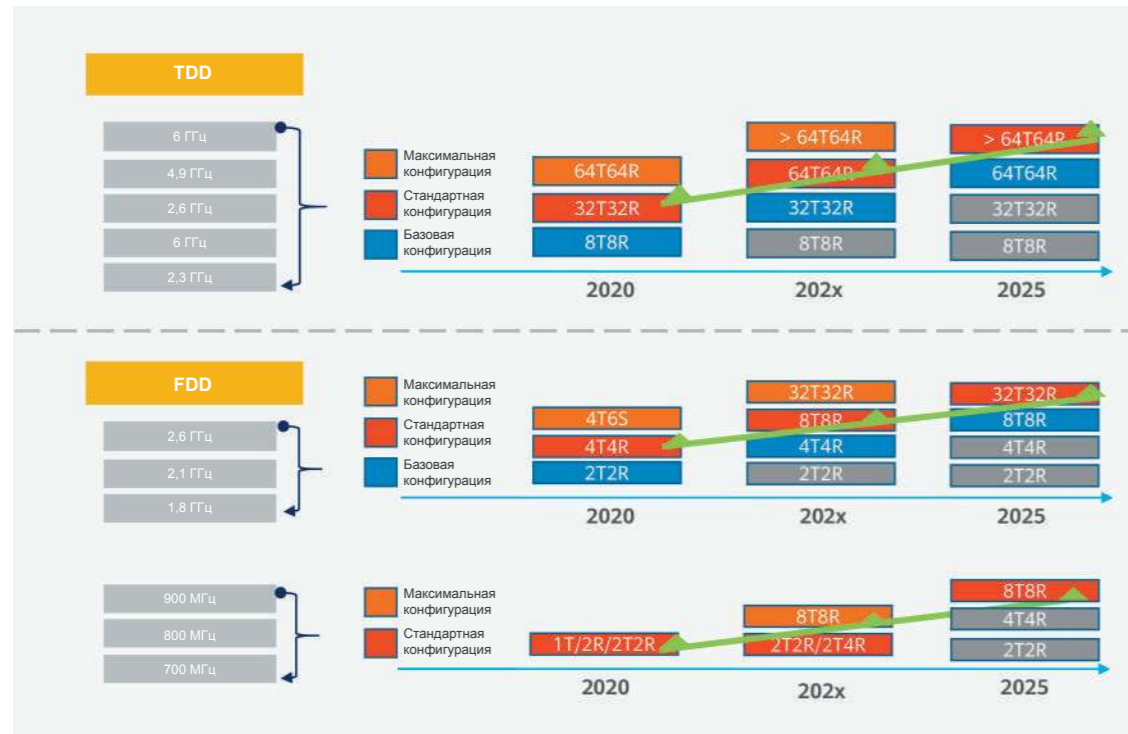 TDD
6 ГГц
4,9 ГГц
2,6 ГГц
6 ГГц
2,3 ГГц
Максимальная
конфигурация
Стандартная
конфигурация
Базовая
конфигурация
64T64R
32T32R
8T8R
2020
> 64T64R
64T64R
32T32R
8T8R
202x
> 64T64R
64T64R
32T32R
8T8R
2025
FDD
2,6 ГГц
2,1 ГГц
1,8 ГГц
Максимальная
конфигурация
Стандартная
конфигурация
Базовая
конфигурация
4T6S
4T4R
2T2R
2020
32T32R
8T8R
4T4R
2T2R
202x
32T32R
8T8R
4T4R
2T2R
2025
900 МГц
800 МГц
700 МГц
Максимальная
конфигурация
Стандартная
конфигурация
1T/2R/2T2R
2020
8T8R
2T2R/2T4R
202x
8T8R
4T4R
2T2R
2025